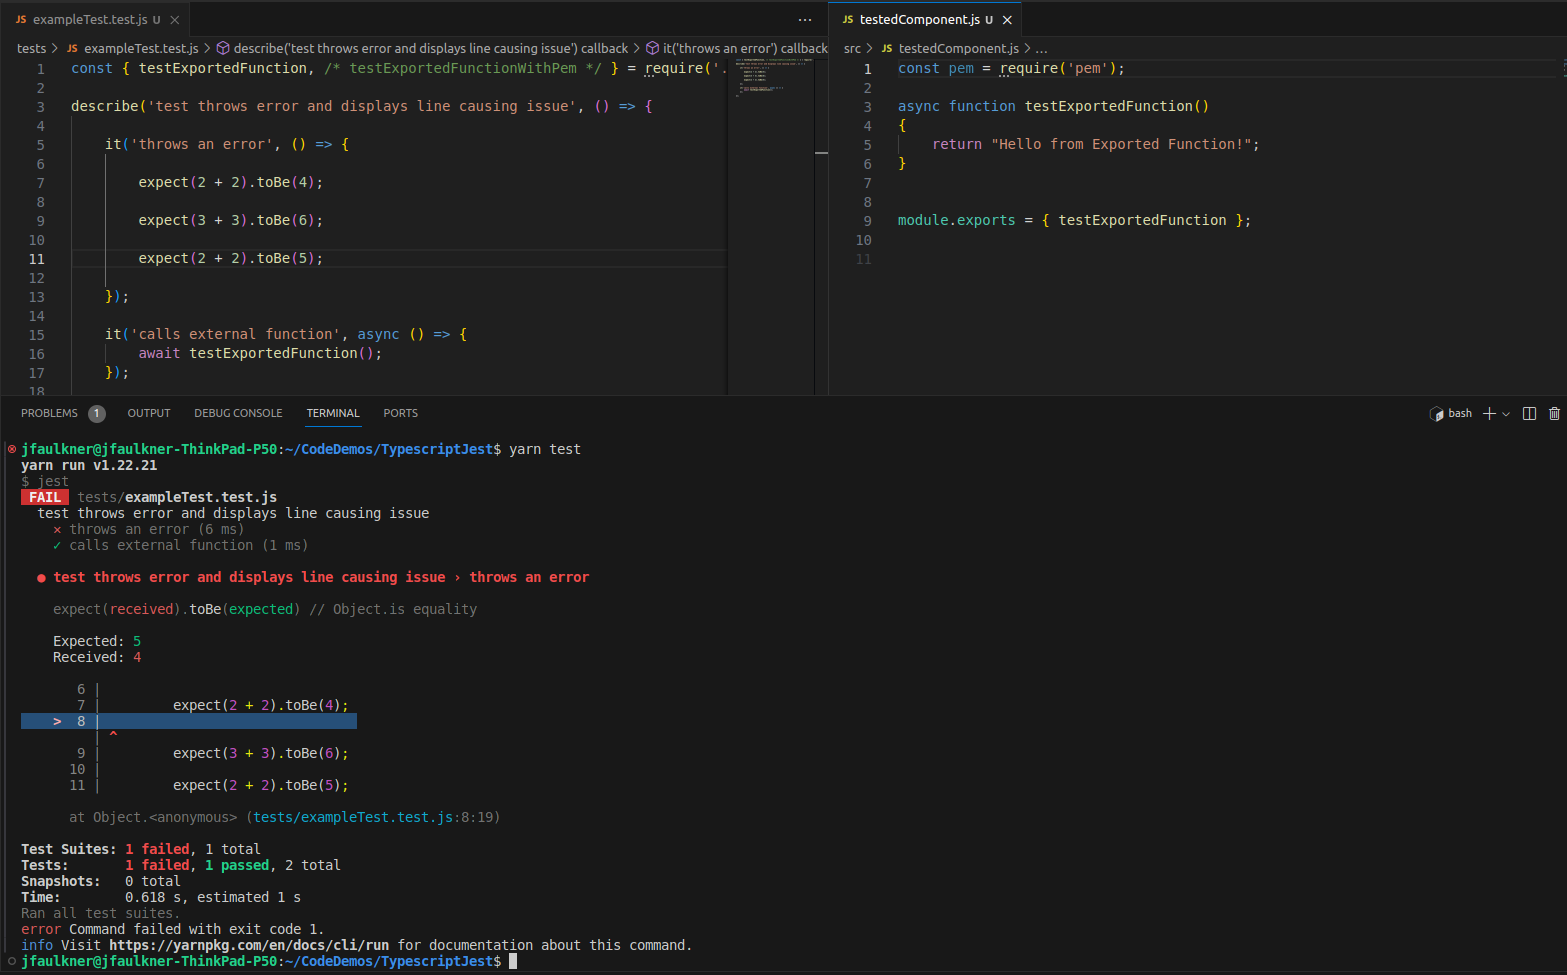 JS exampleTest.test.js U ×
tests > JS exampleTest.test.js > describe('test throws error and displays line causing issue') callback > it('throws an error') callback
1 const { testExportedFunction, /* testExportedFunctionWithPem */ } = require('.
2
3 describe('test throws error and displays line causing issue', () => {
4
5 it('throws an error', () => {
6
7 expect(2 + 2).toBe(4);
8
9 expect(3 + 3).toBe(6);
10
11 expect(2 + 2).toBe(5);
12
13 });
14
15 it('calls external function', async () => {
16 await testExportedFunction();
17 });
18
JS testedComponent.js U ×
src > JS testedComponent.js > ...
1 const pem = require('pem');
2
3 async function testExportedFunction()
4 {
5 return "Hello from Exported Function!";
6 }
7
8
9 module.exports = { testExportedFunction };
10
11
PROBLEMS 1 OUTPUT DEBUG CONSOLE TERMINAL PORTS bash
jfaulkner@jfaulkner-ThinkPad-P50:~/CodeDemos/TypescriptJest$ yarn test
yarn run v1.22.21
$ jest
FAIL tests/exampleTest.test.js
test throws error and displays line causing issue
✕ throws an error (6 ms)
✓ calls external function (1 ms)
● test throws error and displays line causing issue › throws an error
expect(received).toBe(expected) // Object.is equality
Expected: 5
Received: 4
6 |
7 | expect(2 + 2).toBe(4);
> 8 |
| ^
9 | expect(3 + 3).toBe(6);
10 |
11 | expect(2 + 2).toBe(5);
at Object.<anonymous> (tests/exampleTest.test.js:8:19)
Test Suites: 1 failed, 1 total
Tests: 1 failed, 1 passed, 2 total
Snapshots: 0 total
Time: 0.618 s, estimated 1 s
Ran all test suites.
error Command failed with exit code 1.
info Visit https://yarnpkg.com/en/docs/cli/run for documentation about this command.
jfaulkner@jfaulkner-ThinkPad-P50:~/CodeDemos/TypescriptJest$